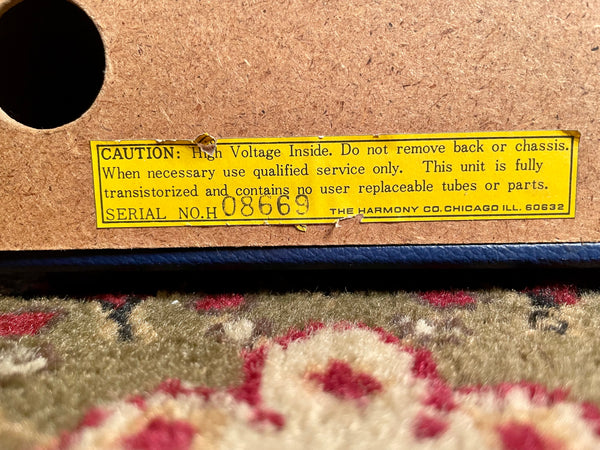 CAUTION: High Voltage Inside. Do not remove back or chassis.
When necessary use qualified service only. This unit is fully
transistorized and contains no user replaceable tubes or parts.
SERIAL NO.H 08669 THE HARMONY CO. CHICAGO ILL. 60632